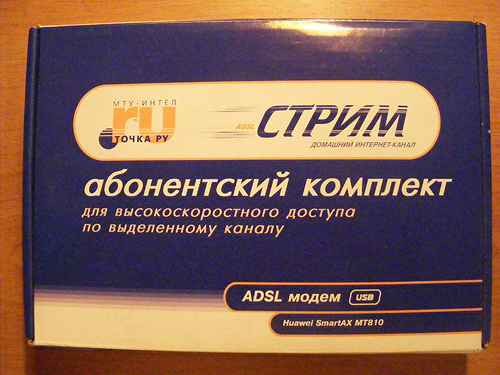 МТУ-ИНТЕЛ
ru
ТОЧКА РУ
ADSL СТРИМ
ДОМАШНИЙ ИНТЕРНЕТ-КАНАЛ
абонентский комплект
для высокоскоростного доступа
по выделенному каналу
ADSL модем USB
Huawei SmartAX MT810